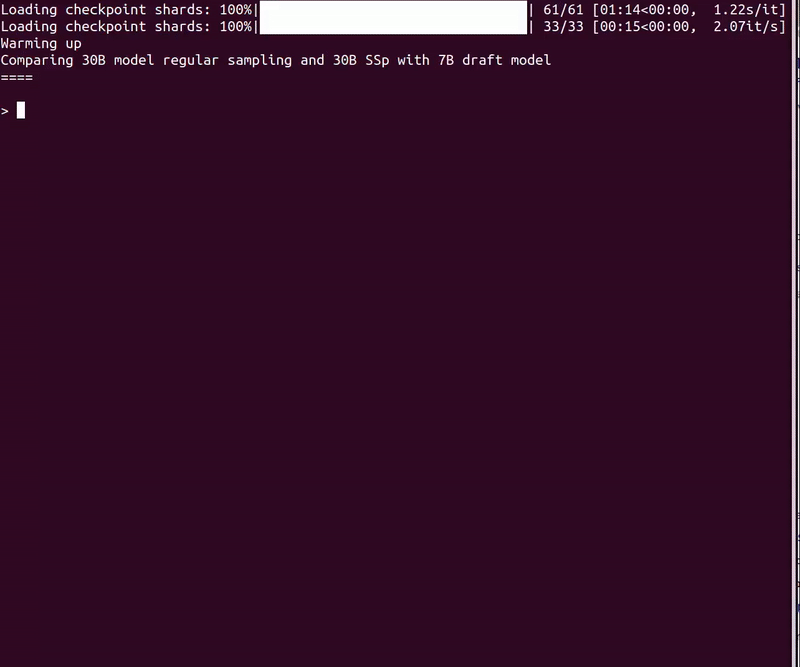 Loading checkpoint shards: 100%| | 61/61 [01:14<00:00, 1.22s/it]
Loading checkpoint shards: 100%| | 33/33 [00:15<00:00, 2.07it/s]
Warming up
Comparing 30B model regular sampling and 30B SSp with 7B draft model
====
>